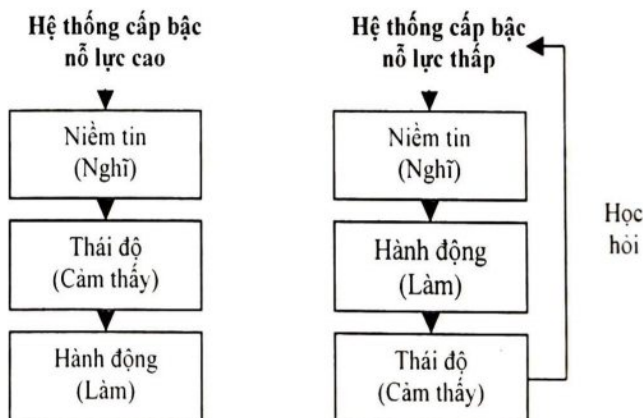 Hệ thống cấp bậc
nỗ lực cao
Niềm tin
(Nghĩ)
Thái độ
(Cảm thấy)
Hành động
(Làm)
Hệ thống cấp bậc
nỗ lực thấp
Niềm tin
(Nghĩ)
Hành động
(Làm)
Thái độ
(Cảm thấy)
Học
hỏi